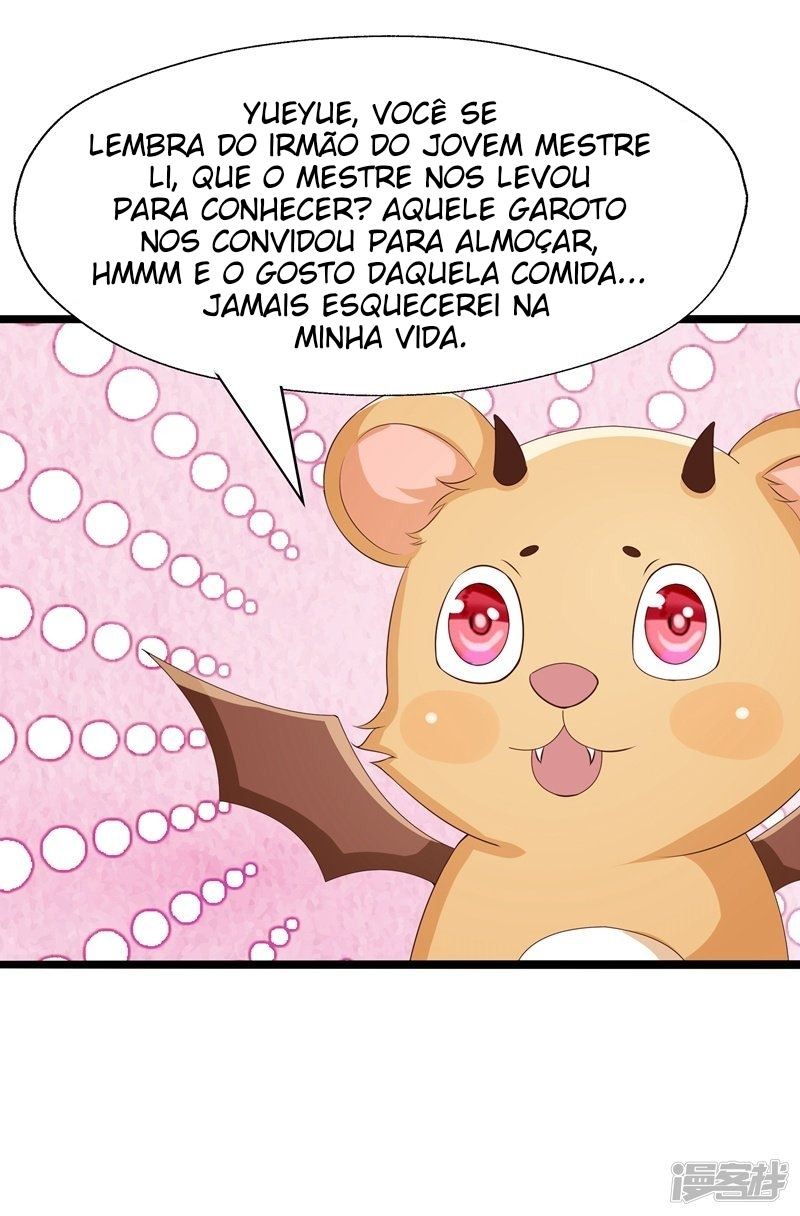 YUEYUE, VOCÊ SE
LEMBRA DO IRMÃO DO JOVEM MESTRE
LI, QUE O MESTRE NOS LEVOU
PARA CONHECER? AQUELE GAROTO
NOS CONVIDOU PARA ALMOÇAR,
HMMM E O GOSTO DAQUELA COMIDA...
JAMAIS ESQUECEREI NA
MINHA VIDA.
漫客栈